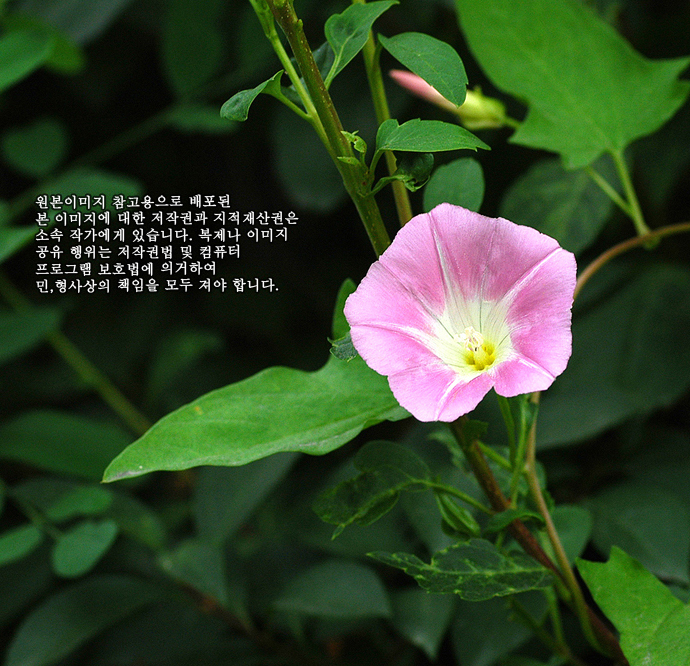 원본이미지 참고용으로 배포된
본 이미지에 대한 저작권과 지적재산권은
소속 작가에게 있습니다. 복제나 이미지
공유 행위는 저작권법 및 컴퓨터
프로그램 보호법에 의거하여
민,형사상의 책임을 모두 져야 합니다.